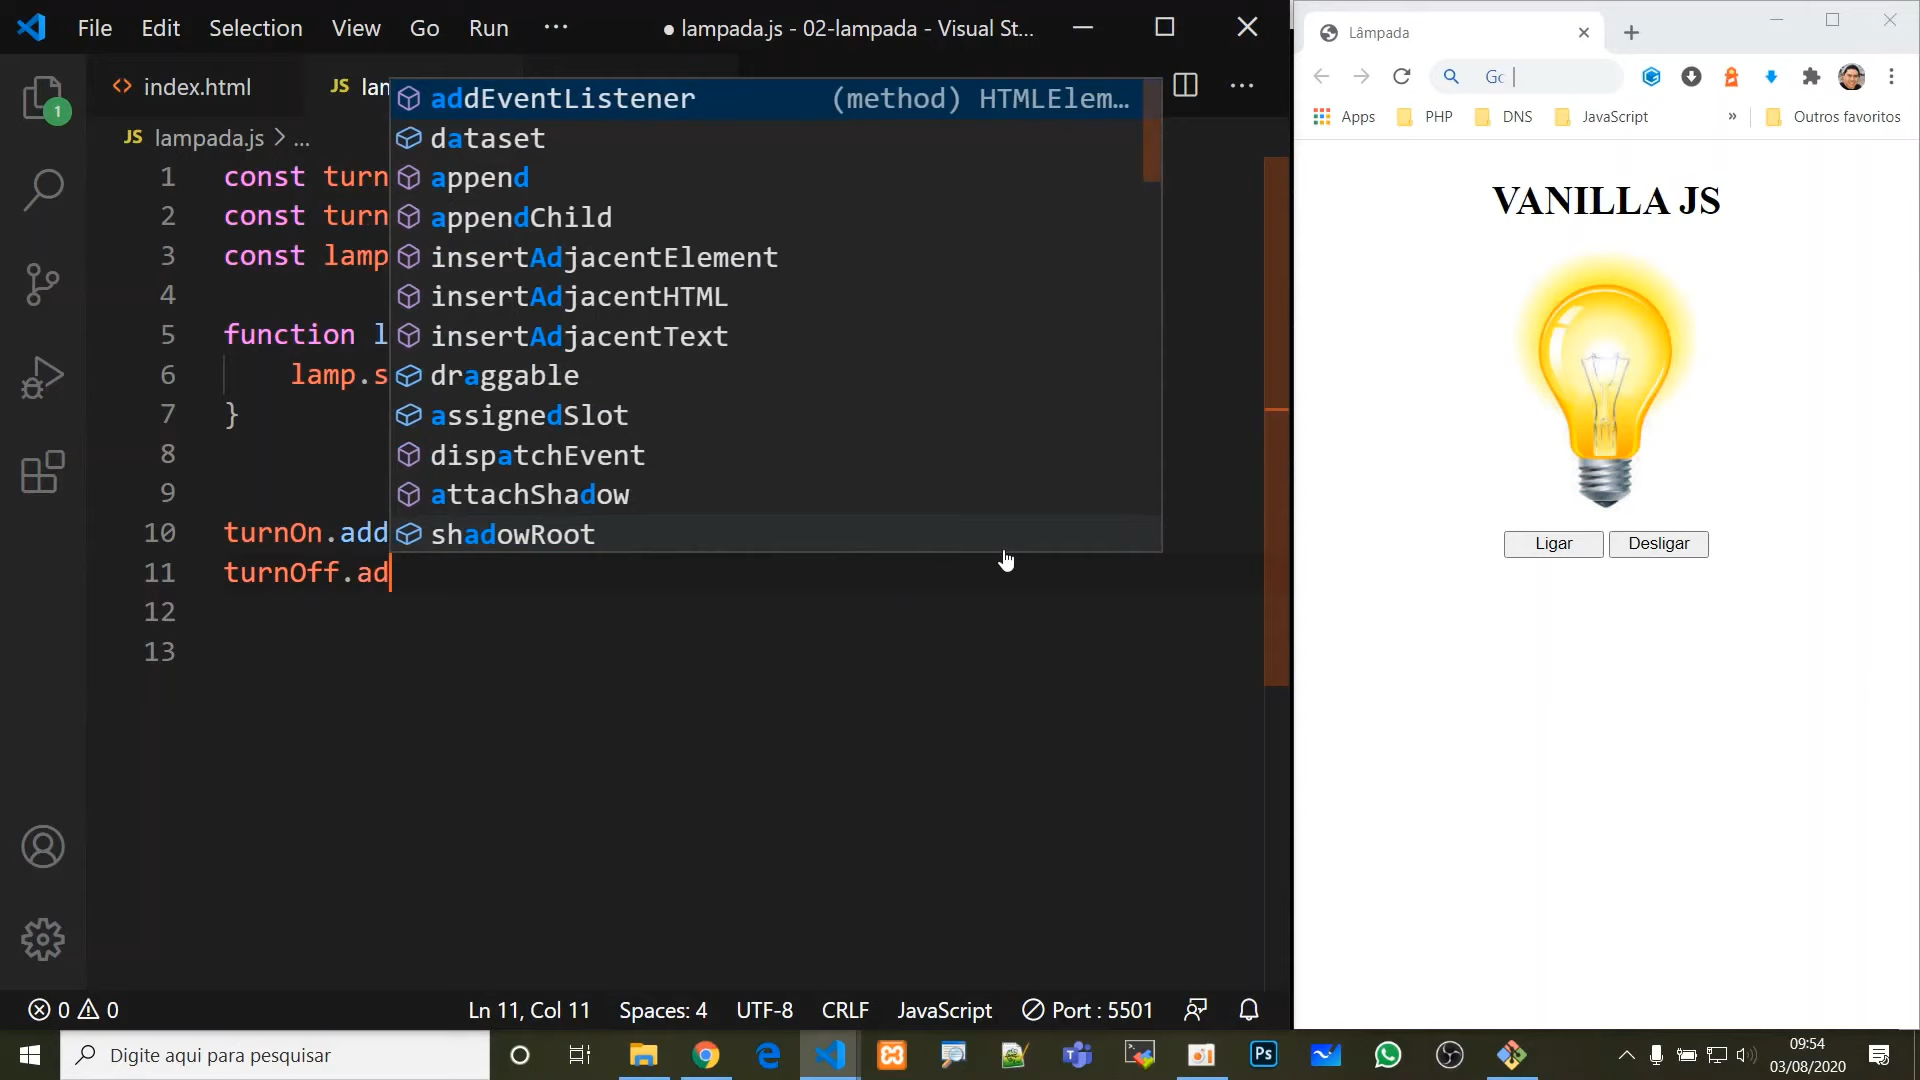 File Edit Selection View Go Run ···
● lampada.js - 02-lampada - Visual St...
index.html
JS lam
JS lampada.js > ...
1 const turn
2 const turn
3 const lamp
4
5 function l
6 lamp.s
7 }
8
9
10 turnOn.add
11 turnOff.ad
12
13
addEventListener (method) HTMLElem...
dataset
append
appendChild
insertAdjacentElement
insertAdjacentHTML
insertAdjacentText
draggable
assignedSlot
dispatchEvent
attachShadow
shadowRoot
1
0 0 Ln 11, Col 11 Spaces: 4 UTF-8 CRLF JavaScript Port : 5501
Lâmpada
Apps PHP DNS JavaScript » Outros favoritos
VANILLA JS
Ligar Desligar
Digite aqui para pesquisar
Ps
09:54
03/08/2020